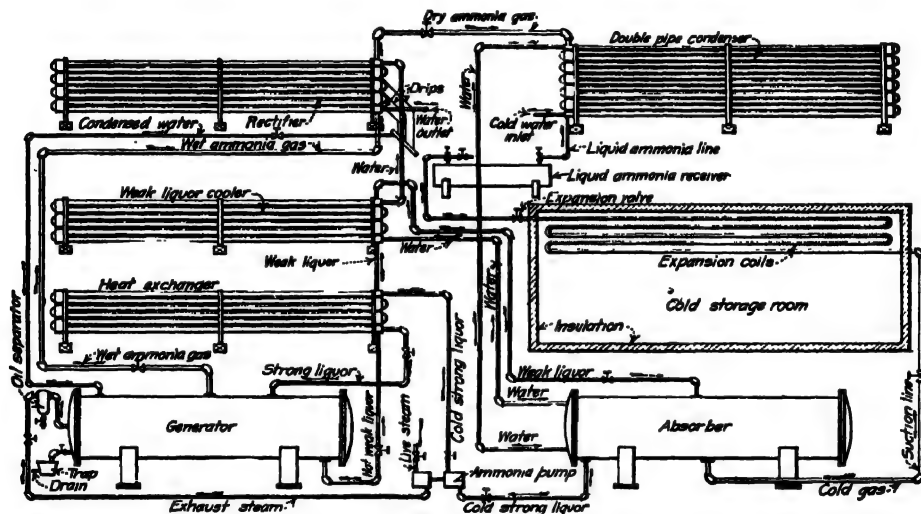 Dry ammonia gas.
Double pipe condenser
Water
Drips
Water
outlet
Cold water
inlet
Condensed water
Rectifier
Wet ammonia gas
Liquid ammonia line
Water
Liquid ammonia receiver
Weak liquor cooler
Expansion valve
Water
Weak liquor
Expansion coils
Water
Heat exchanger
Cold storage room
Insulation
Oil separator
Wet ammonia gas
Strong liquor
Cold strong liquor
Weak liquor
Water
Suction line
Generator
Hot weak liquor
Live steam
Absorber
Water
Trap
Drain
Ammonia pump
Exhaust steam
Cold strong liquor
Cold gas